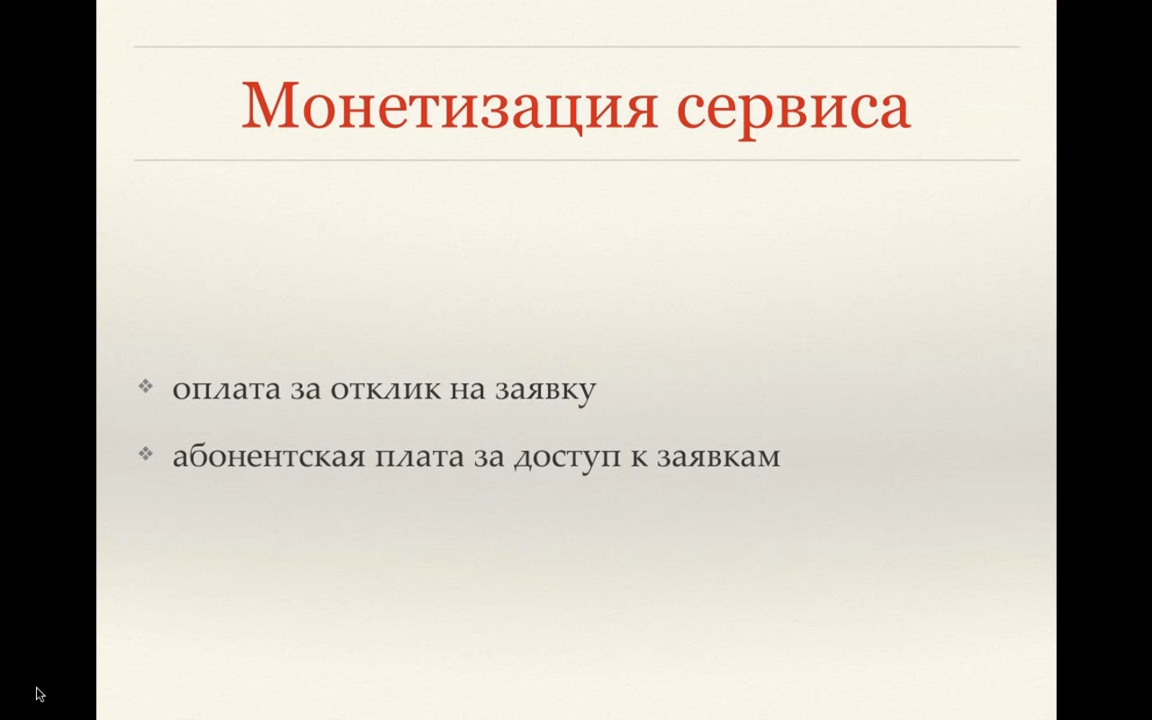 Монетизация сервиса
оплата за отклик на заявку
абонентская плата за доступ к заявкам